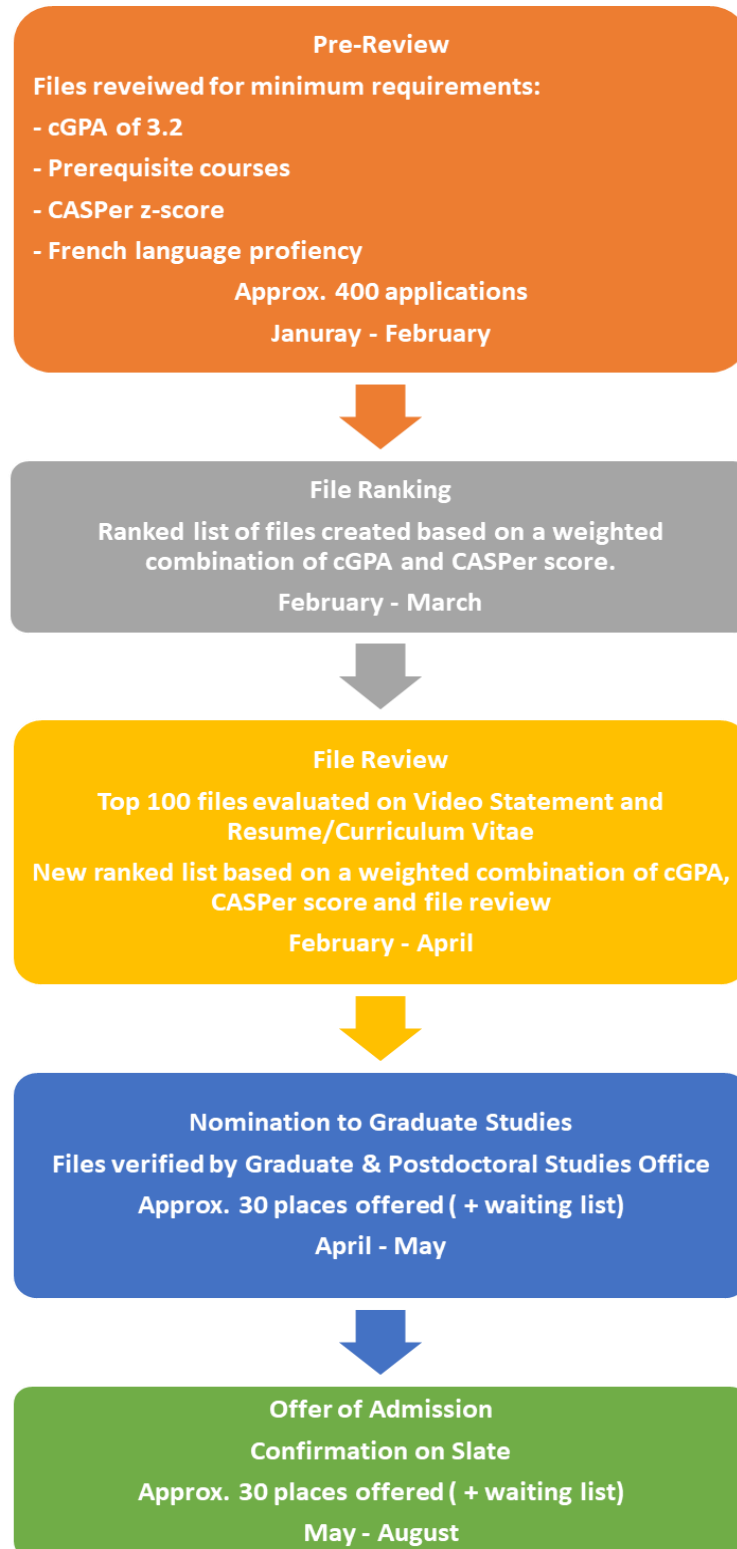 Pre-Review
Files reveiwed for minimum requirements:
- cGPA of 3.2
- Prerequisite courses
- CASPer z-score
- French language profiency
Approx. 400 applications
Januray - February
File Ranking
Ranked list of files created based on a weighted
combination of cGPA and CASPer score.
February - March
File Review
Top 100 files evaluated on Video Statement and
Resume/Curriculum Vitae
New ranked list based on a weighted combination of cGPA,
CASPer score and file review
February - April
Nomination to Graduate Studies
Files verified by Graduate & Postdoctoral Studies Office
Approx. 30 places offered ( + waiting list)
April - May
Offer of Admission
Confirmation on Slate
Approx. 30 places offered ( + waiting list)
May - August